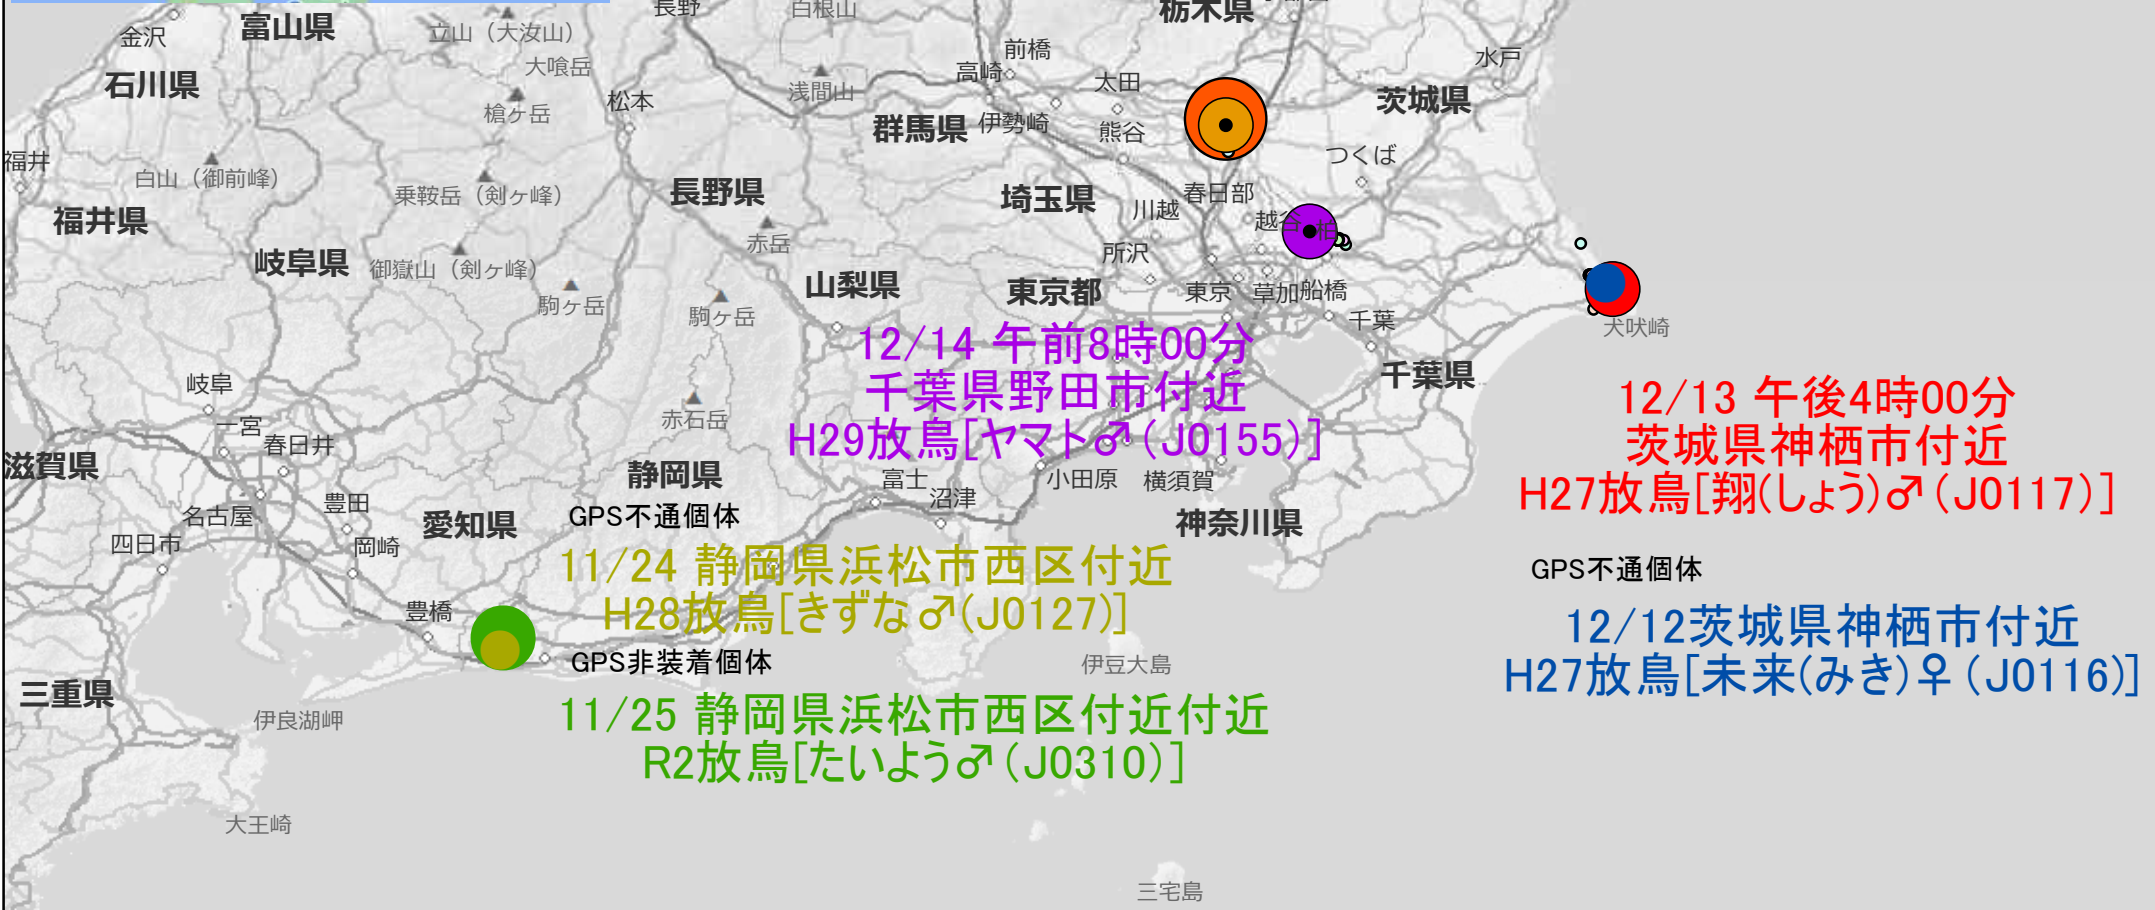 長野
白根山
栃木県
富山県
金沢
立山（大汝山）
前橋
水戸
大喰岳
高崎
石川県
太田
浅間山
茨城県
松本
槍ヶ岳
群馬県
伊勢崎
熊谷
福井
つくば
白山（御前峰）
乗鞍岳（剣ヶ峰）
長野県
埼玉県
春日部
川越
福井県
越谷
柏
赤岳
所沢
岐阜県
御嶽山（剣ヶ峰）
山梨県
東京都
東京
草加
船橋
駒ヶ岳
駒ヶ岳
千葉
犬吠崎
12/14 午前8時00分
千葉県野田市付近
H29放鳥[ヤマト♂（J0155）]
千葉県
岐阜
赤石岳
12/13 午後4時00分
茨城県神栖市付近
H27放鳥[翔(しょう)♂（J0117）]
一宮
春日井
滋賀県
静岡県
富士
沼津
小田原
横須賀
豊田
名古屋
愛知県
神奈川県
四日市
岡崎
GPS不通個体
11/24 静岡県浜松市西区付近
H28放鳥[きずな♂(J0127)]
GPS不通個体
12/12茨城県神栖市付近
H27放鳥[未来(みき)♀（J0116）]
豊橋
GPS非装着個体
11/25 静岡県浜松市西区付近付近
R2放鳥[たいよう♂（J0310）]
伊豆大島
三重県
伊良湖岬
大王崎
三宅島